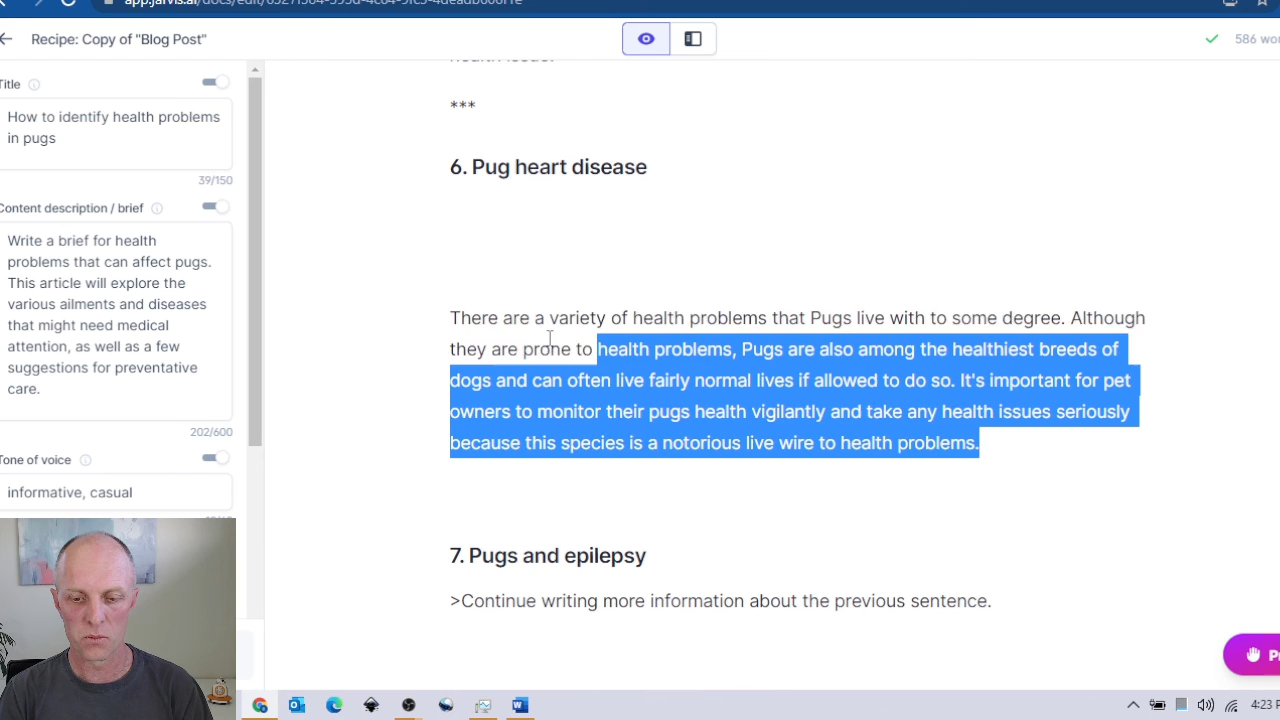 Recipe: Copy of "Blog Post"
586
Title
How to identify health problems
in pugs
39/150
Content description / brief
Write a brief for health
problems that can affect pugs.
This article will explore the
various ailments and diseases
that might need medical
attention, as well as a few
suggestions for preventative
care.
202/600
Tone of voice
informative, casual
***
6. Pug heart disease
There are a variety of health problems that Pugs live with to some degree. Although
they are prone to health problems, Pugs are also among the healthiest breeds of
dogs and can often live fairly normal lives if allowed to do so. It's important for pet
owners to monitor their pugs health vigilantly and take any health issues seriously
because this species is a notorious live wire to health problems.
7. Pugs and epilepsy
>Continue writing more information about the previous sentence.
4:23